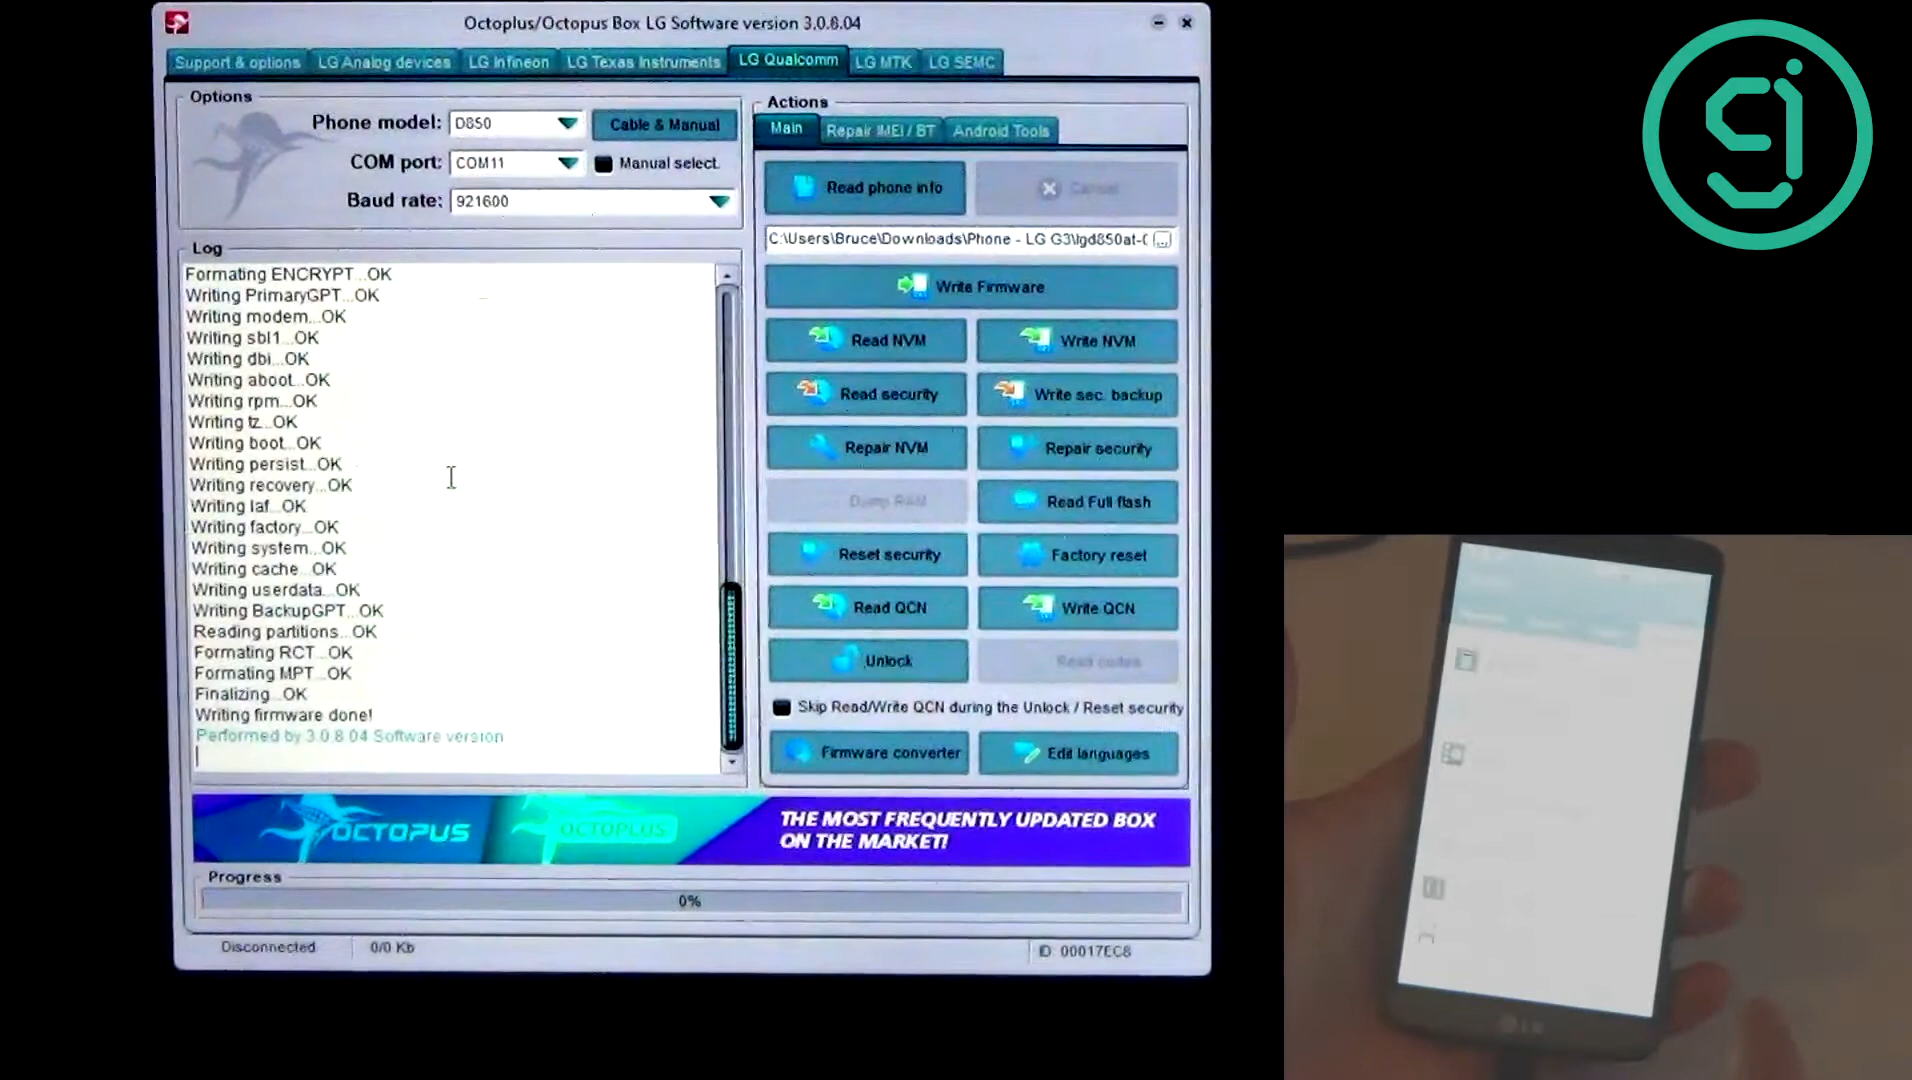 Octoplus/Octopus Box LG Software version 3.0.8.04
Support & options
LG Analog devices
LG Infineon
LG Texas Instruments
LG Qualcomm
LG MTK
LG SEMC
Options
Phone model: D850
Cable & Manual
COM port: COM11
Manual select.
Baud rate: 921600
Log
Formating ENCRYPT...OK
Writing PrimaryGPT...OK
Writing modem...OK
Writing sbl1...OK
Writing dbi...OK
Writing aboot...OK
Writing rpm...OK
Writing tz...OK
Writing boot...OK
Writing persist...OK
Writing recovery...OK
Writing laf...OK
Writing factory...OK
Writing system...OK
Writing cache...OK
Writing userdata...OK
Writing BackupGPT...OK
Reading partitions...OK
Formating RCT...OK
Formating MPT...OK
Finalizing...OK
Writing firmware done!
Performed by 3.0.8.04 Software version
Actions
Main
Repair IMEI / BT
Android Tools
Read phone info
Cancel
C:\Users\Bruce\Downloads\Phone - LG G3\lgd850at-0
...
Write Firmware
Read NVM
Write NVM
Read security
Write sec. backup
Repair NVM
Repair security
Dump RAM
Read Full flash
Reset security
Factory reset
Read QCN
Write QCN
Unlock
Read codes
Skip Read/Write QCN during the Unlock / Reset security
Firmware converter
Edit languages
OCTOPUS
OCTOPLUS
THE MOST FREQUENTLY UPDATED BOX
ON THE MARKET!
Progress
0%
Disconnected
0/0 Kb
ID: 00017EC8
LG